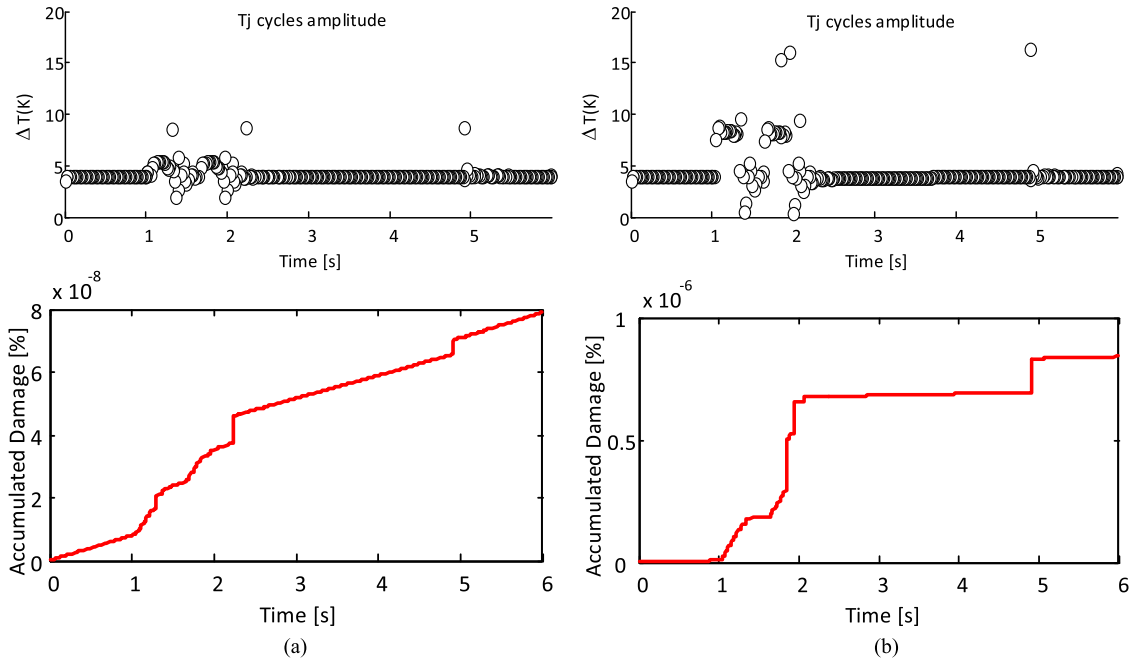 Tj cycles amplitude
20
15
10
5
0
Δ T(K)
0 1 2 3 4 5
Time [s]
Tj cycles amplitude
20
15
10
5
0
Δ T(K)
0 1 2 3 4 5
Time [s]
x 10-8
8
6
4
2
0
Accumulated Damage [%]
0 1 2 3 4 5 6
Time [s]
(a)
x 10-6
1
0.5
0
Accumulated Damage [%]
0 1 2 3 4 5 6
Time [s]
(b)